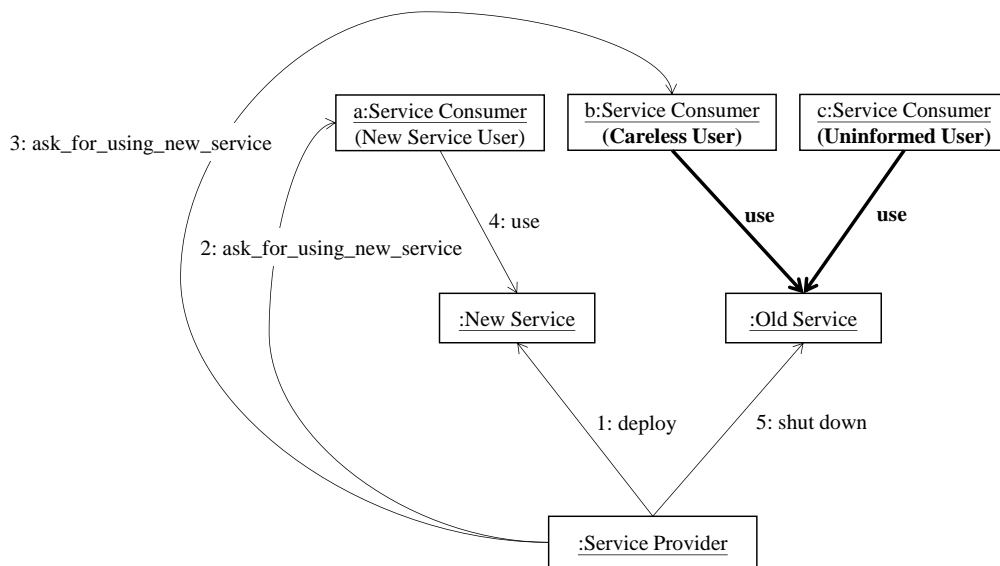 a:Service Consumer
(New Service User)
b:Service Consumer
(Careless User)
c:Service Consumer
(Uninformed User)
3: ask_for_using_new_service
use
use
4: use
2: ask_for_using_new_service
:New Service
:Old Service
1: deploy
5: shut down
:Service Provider